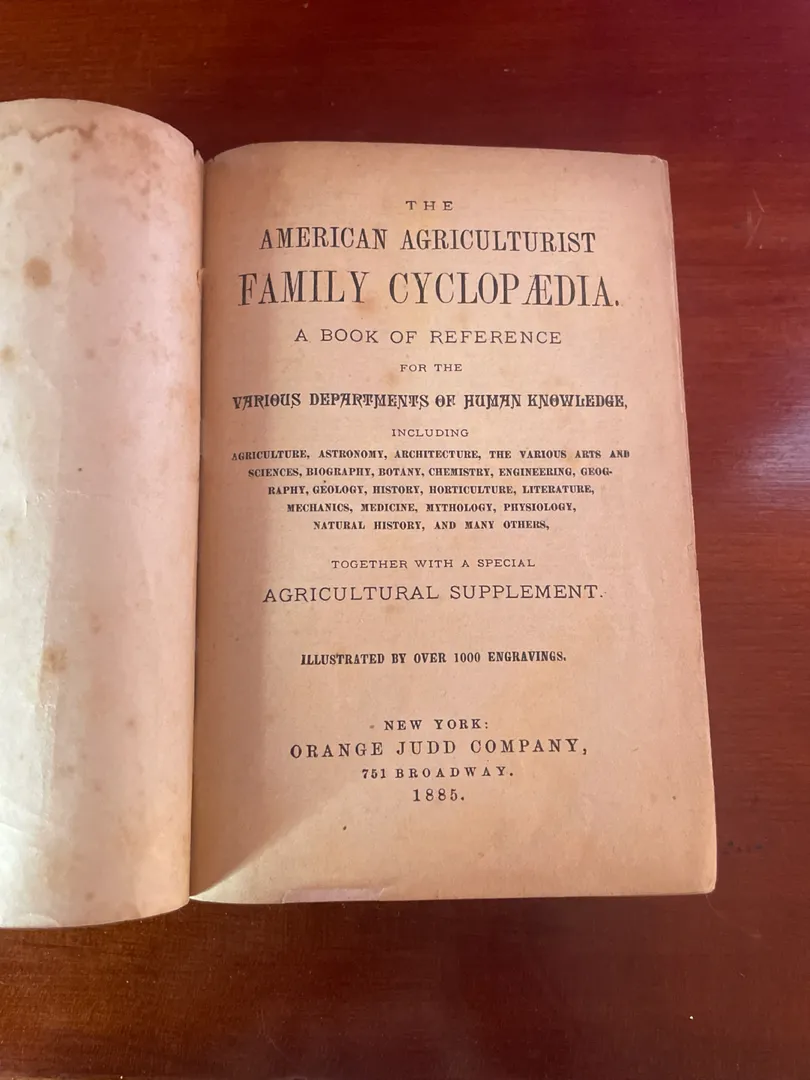 THE
AMERICAN AGRICULTURIST
FAMILY CYCLOPÆDIA.
A BOOK OF REFERENCE
FOR THE
VARIOUS DEPARTMENTS OF HUMAN KNOWLEDGE,
INCLUDING
AGRICULTURE, ASTRONOMY, ARCHITECTURE, THE VARIOUS ARTS AND
SCIENCES, BIOGRAPHY, BOTANY, CHEMISTRY, ENGINEERING, GEOG-
RAPHY, GEOLOGY, HISTORY, HORTICULTURE, LITERATURE,
MECHANICS, MEDICINE, MYTHOLOGY, PHYSIOLOGY,
NATURAL HISTORY, AND MANY OTHERS,
TOGETHER WITH A SPECIAL
AGRICULTURAL SUPPLEMENT.
ILLUSTRATED BY OVER 1000 ENGRAVINGS.
NEW YORK:
ORANGE JUDD COMPANY,
751 BROADWAY.
1885.